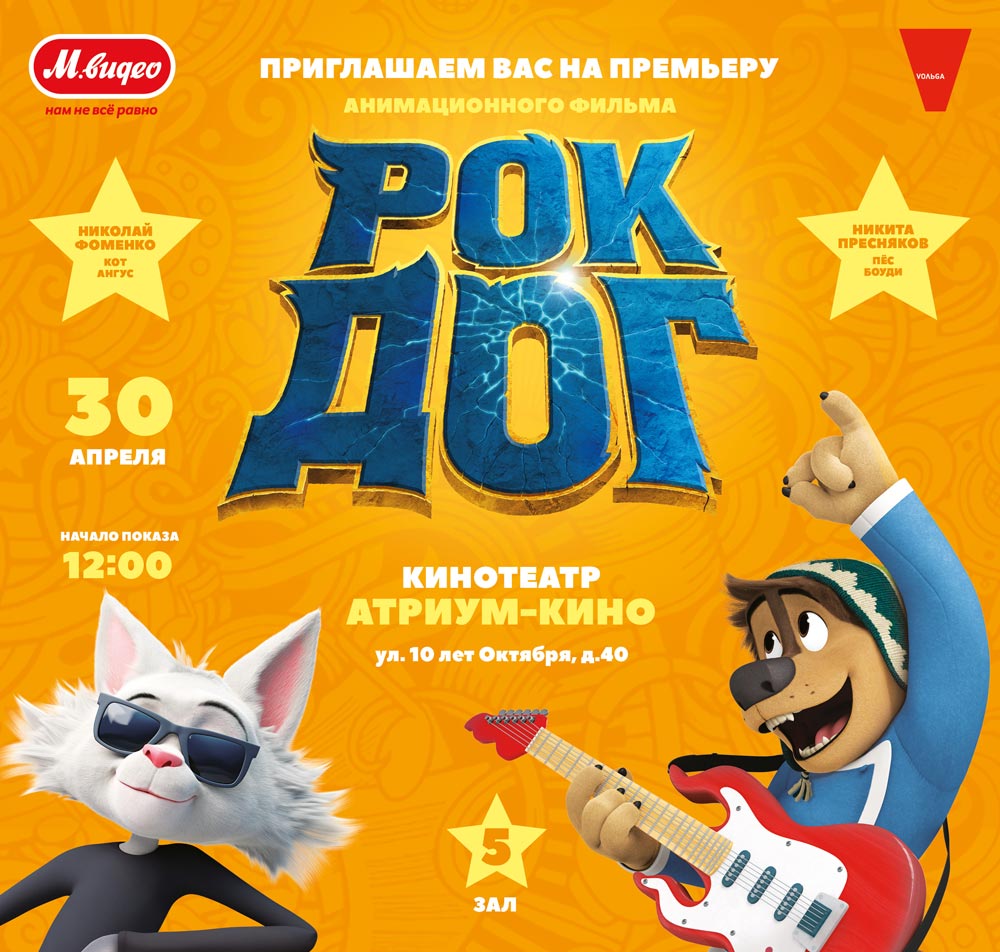 М.видео
нам не всё равно
ПРИГЛАШАЕМ ВАС НА ПРЕМЬЕРУ
АНИМАЦИОННОГО ФИЛЬМА
VОЛЬGА
РОК
ДОГ
НИКОЛАЙ
ФОМЕНКО
КОТ
АНГУС
НИКИТА
ПРЕСНЯКОВ
ПЁС
БОУДИ
30
АПРЕЛЯ
НАЧАЛО ПОКАЗА
12:00
КИНОТЕАТР
АТРИУМ-КИНО
ул. 10 лет Октября, д.40
5
ЗАЛ